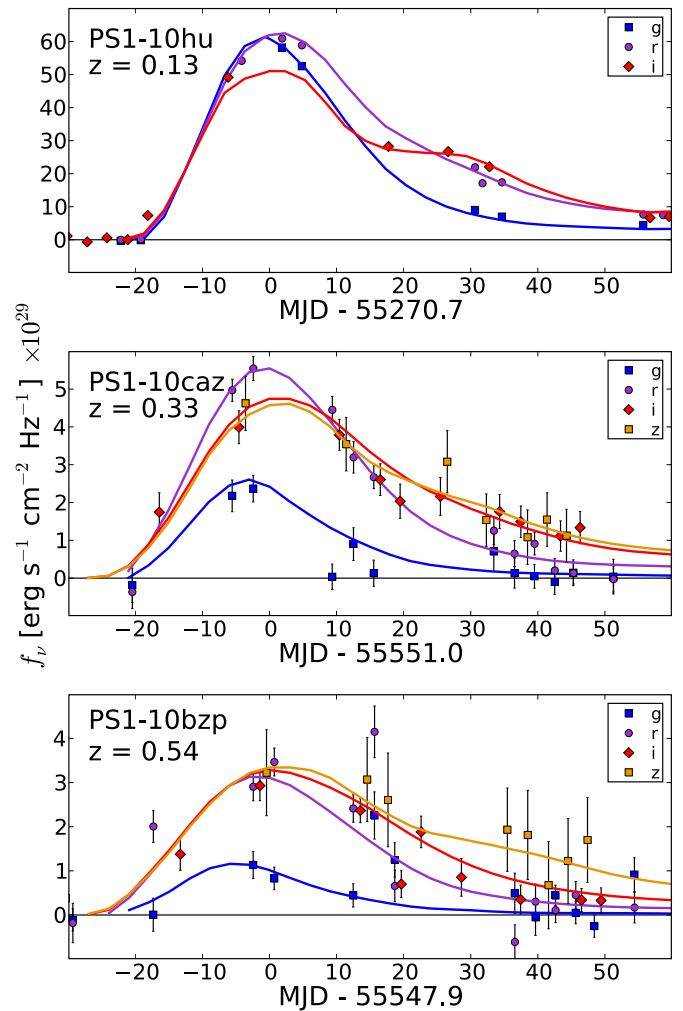 PS1-10hu
z = 0.13
g
r
i
60
50
40
30
20
10
0
−20 −10 0 10 20 30 40 50
MJD - 55270.7
f_ν [erg s⁻¹ cm⁻² Hz⁻¹] ×10²⁹
PS1-10caz
z = 0.33
g
r
i
z
5
4
3
2
1
0
−20 −10 0 10 20 30 40 50
MJD - 55551.0
PS1-10bzp
z = 0.54
g
r
i
z
4
3
2
1
0
−20 −10 0 10 20 30 40 50
MJD - 55547.9